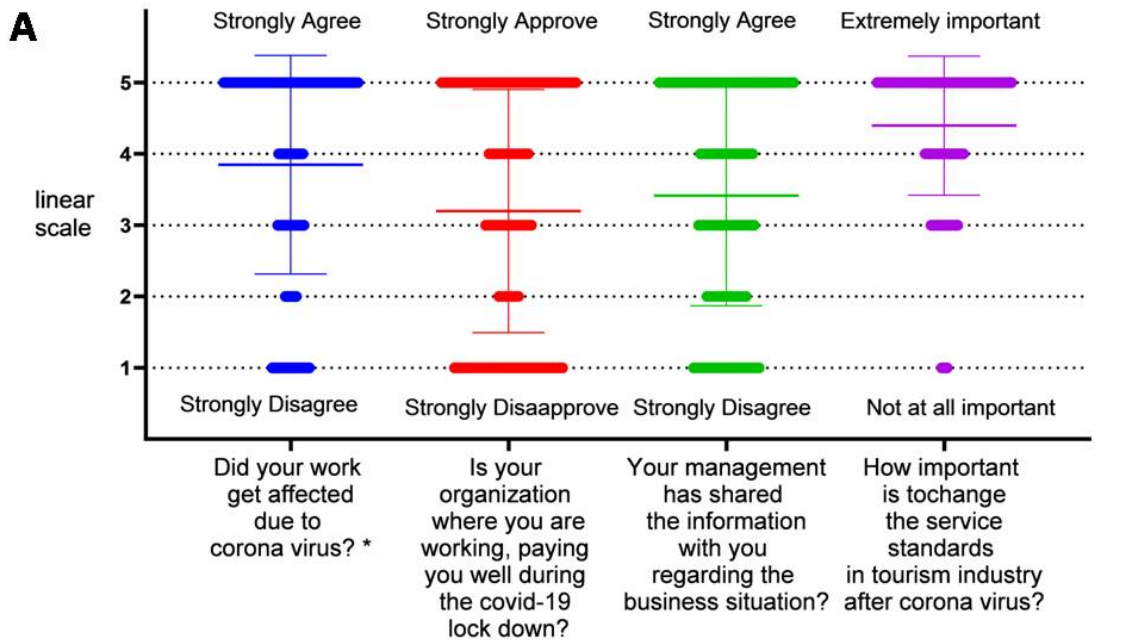 A
Strongly Agree
Strongly Approve
Strongly Agree
Extremely important
5
4
linear
scale
3
2
1
Strongly Disagree
Strongly Disaapprove
Strongly Disagree
Not at all important
Did your work
get affected
due to
corona virus? *
Is your
organization
where you are
working, paying
you well during
the covid-19
lock down?
Your management
has shared
the information
with you
regarding the
business situation?
How important
is tochange
the service
standards
in tourism industry
after corona virus?